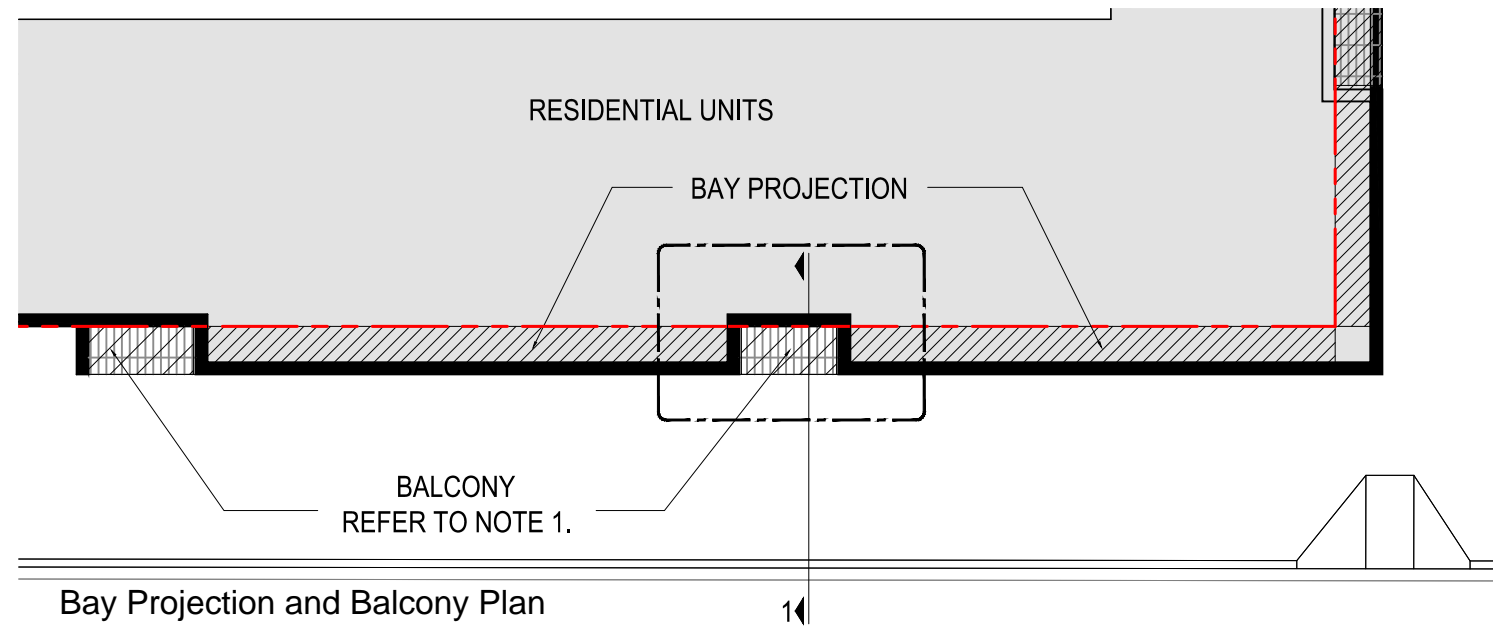 RESIDENTIAL UNITS
BAY PROJECTION
BALCONY
REFER TO NOTE 1.
Bay Projection and Balcony Plan
1